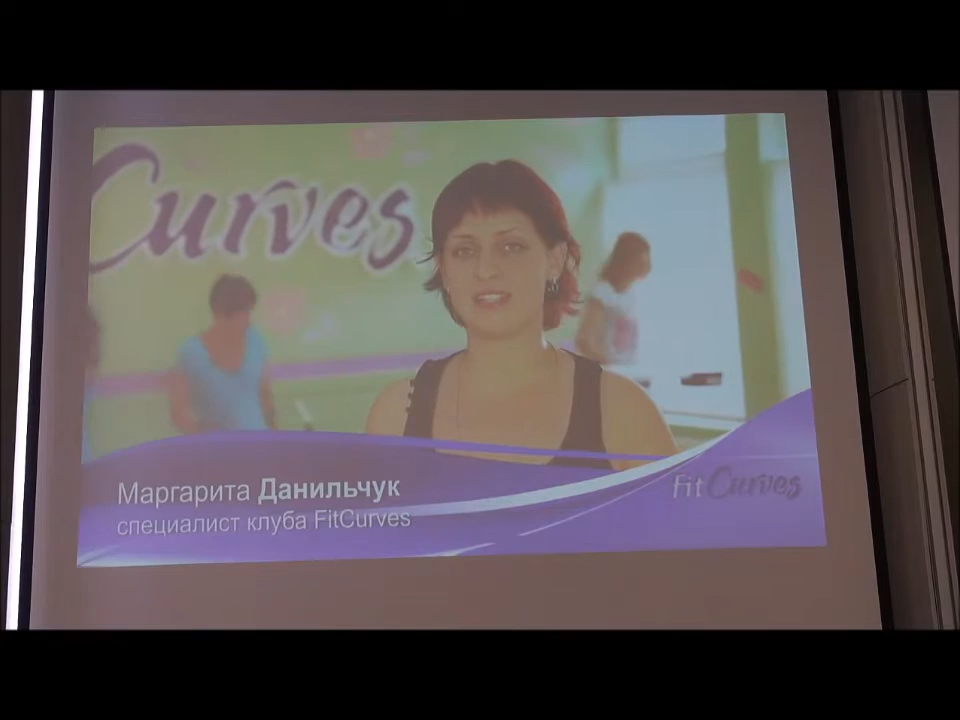 Curves
Маргарита Данильчук
специалист клуба FitCurves
fitCurves